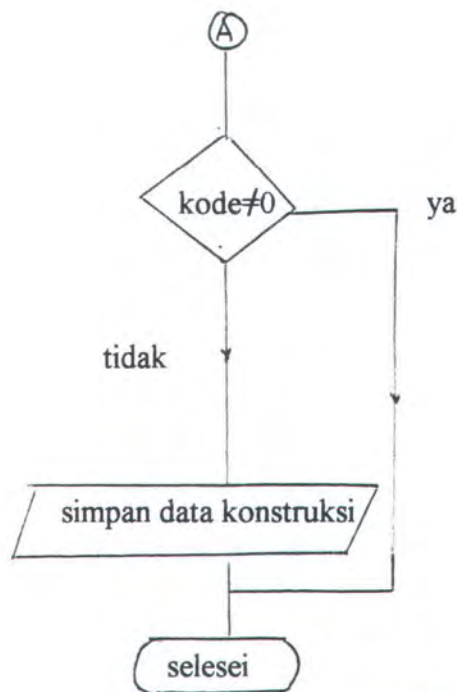 A
kode≠0
ya
tidak
simpan data konstruksi
selesei